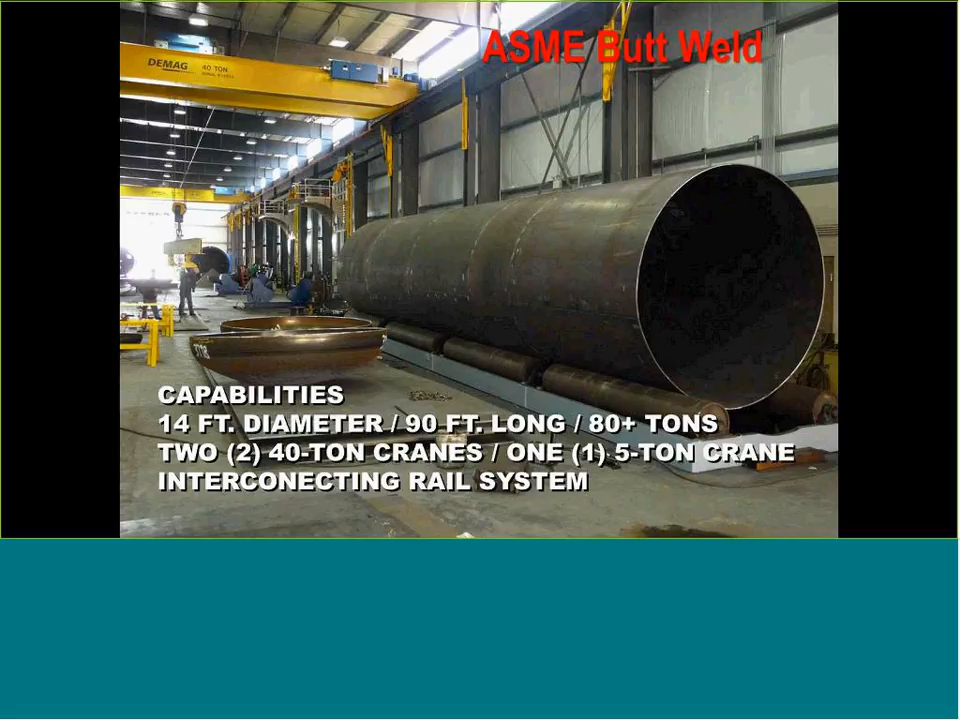 ASME Butt Weld
DEMAG 40 TON
DEMAG
CAPABILITIES
14 FT. DIAMETER / 90 FT. LONG / 80+ TONS
TWO (2) 40-TON CRANES / ONE (1) 5-TON CRANE
INTERCONECTING RAIL SYSTEM